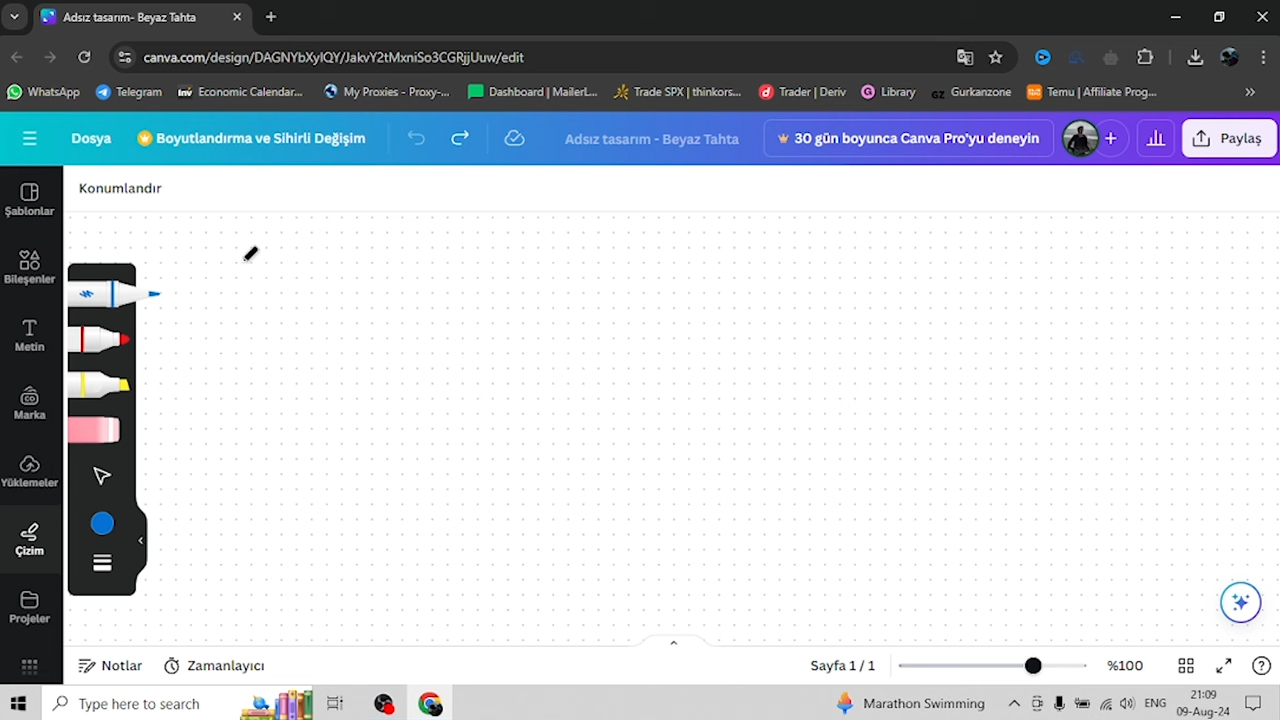 Adsız tasarım- Beyaz Tahta
canva.com/design/DAGNYbXyIQY/JakrY2tMxniSo3CGRjjUuw/edit
WhatsApp
Telegram
Economic Calendar...
My Proxies - Proxy-...
Dashboard | MailerL...
Trade SPX | thinkors...
Trader | Deriv
Library
GZ Gurkanzone
Temu | Affiliate Prog...
Dosya
Boyutlandırma ve Sihirli Değişim
Adsız tasarım - Beyaz Tahta
30 gün boyunca Canva Pro'yu deneyin
Paylaş
Konumlandır
Şablonlar
Bileşenler
Metin
Marka
Yüklemeler
Çizim
Projeler
Notlar
Zamanlayıcı
Sayfa 1 / 1
%100
Type here to search
Marathon Swimming
ENG
21:09
09-Aug-24